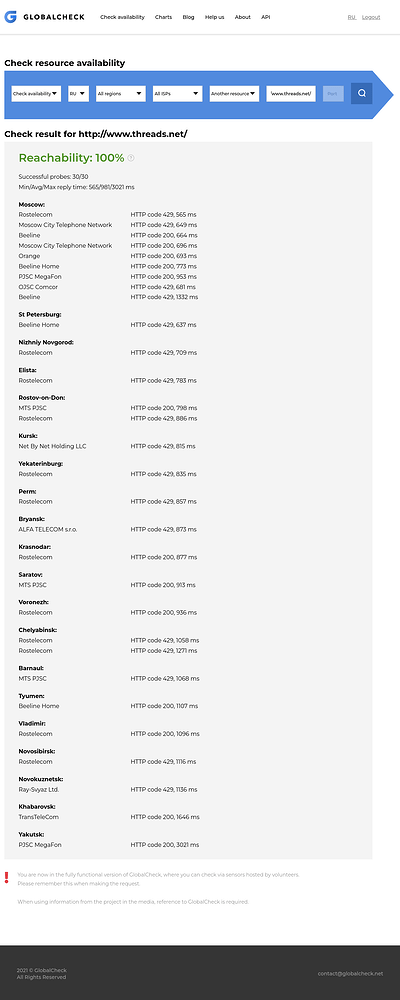 GLOBALCHECK
Check availability Charts Blog Help us About API
RU Logout
Check resource availability
Check availability RU All regions All ISPs Another resource www.threads.net/ Port
Check result for http://www.threads.net/
Reachability: 100%
Successful probes: 30/30
Min/Avg/Max reply time: 565/981/3021 ms
Moscow:
Rostelecom HTTP code 429, 565 ms
Moscow City Telephone Network HTTP code 429, 649 ms
Beeline HTTP code 200, 664 ms
Moscow City Telephone Network HTTP code 200, 696 ms
Orange HTTP code 200, 693 ms
Beeline Home HTTP code 200, 773 ms
PJSC MegaFon HTTP code 200, 953 ms
OJSC Comcor HTTP code 429, 681 ms
Beeline HTTP code 429, 1332 ms
St Petersburg:
Beeline Home HTTP code 429, 637 ms
Nizhniy Novgorod:
Rostelecom HTTP code 429, 709 ms
Elista:
Rostelecom HTTP code 429, 783 ms
Rostov-on-Don:
MTS PJSC HTTP code 200, 798 ms
Rostelecom HTTP code 429, 886 ms
Kursk:
Net By Net Holding LLC HTTP code 429, 815 ms
Yekaterinburg:
Rostelecom HTTP code 429, 835 ms
Perm:
Rostelecom HTTP code 429, 857 ms
Bryansk:
ALFA TELECOM s.r.o. HTTP code 429, 873 ms
Krasnodar:
Rostelecom HTTP code 200, 877 ms
Saratov:
MTS PJSC HTTP code 200, 913 ms
Voronezh:
Rostelecom HTTP code 200, 936 ms
Chelyabinsk:
Rostelecom HTTP code 429, 1058 ms
Rostelecom HTTP code 429, 1271 ms
Barnaul:
MTS PJSC HTTP code 429, 1068 ms
Tyumen:
Beeline Home HTTP code 200, 1107 ms
Vladimir:
Rostelecom HTTP code 200, 1096 ms
Novosibirsk:
Rostelecom HTTP code 429, 1116 ms
Novokuznetsk:
Ray-Svyaz Ltd. HTTP code 429, 1136 ms
Khabarovsk:
TransTeleCom HTTP code 200, 1646 ms
Yakutsk:
PJSC MegaFon HTTP code 200, 3021 ms
You are now in the fully functional version of GlobalCheck, where you can check via sensors hosted by volunteers.
Please remember this when making the request.
When using information from the project in the media, reference to GlobalCheck is required.
2021 © GlobalCheck
All Rights Reserved
contact@globalcheck.net